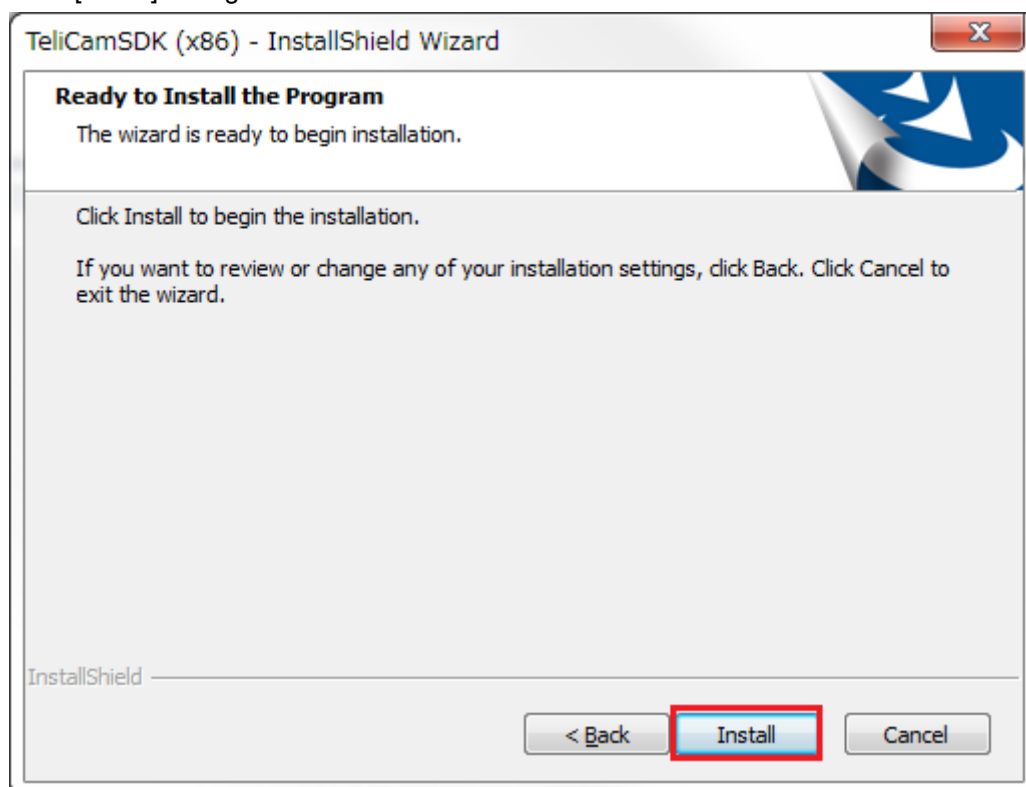 TeliCamSDK (x86) - InstallShield Wizard
Ready to Install the Program
The wizard is ready to begin installation.
Click Install to begin the installation.
If you want to review or change any of your installation settings, click Back. Click Cancel to
exit the wizard.
InstallShield
< Back
Install
Cancel